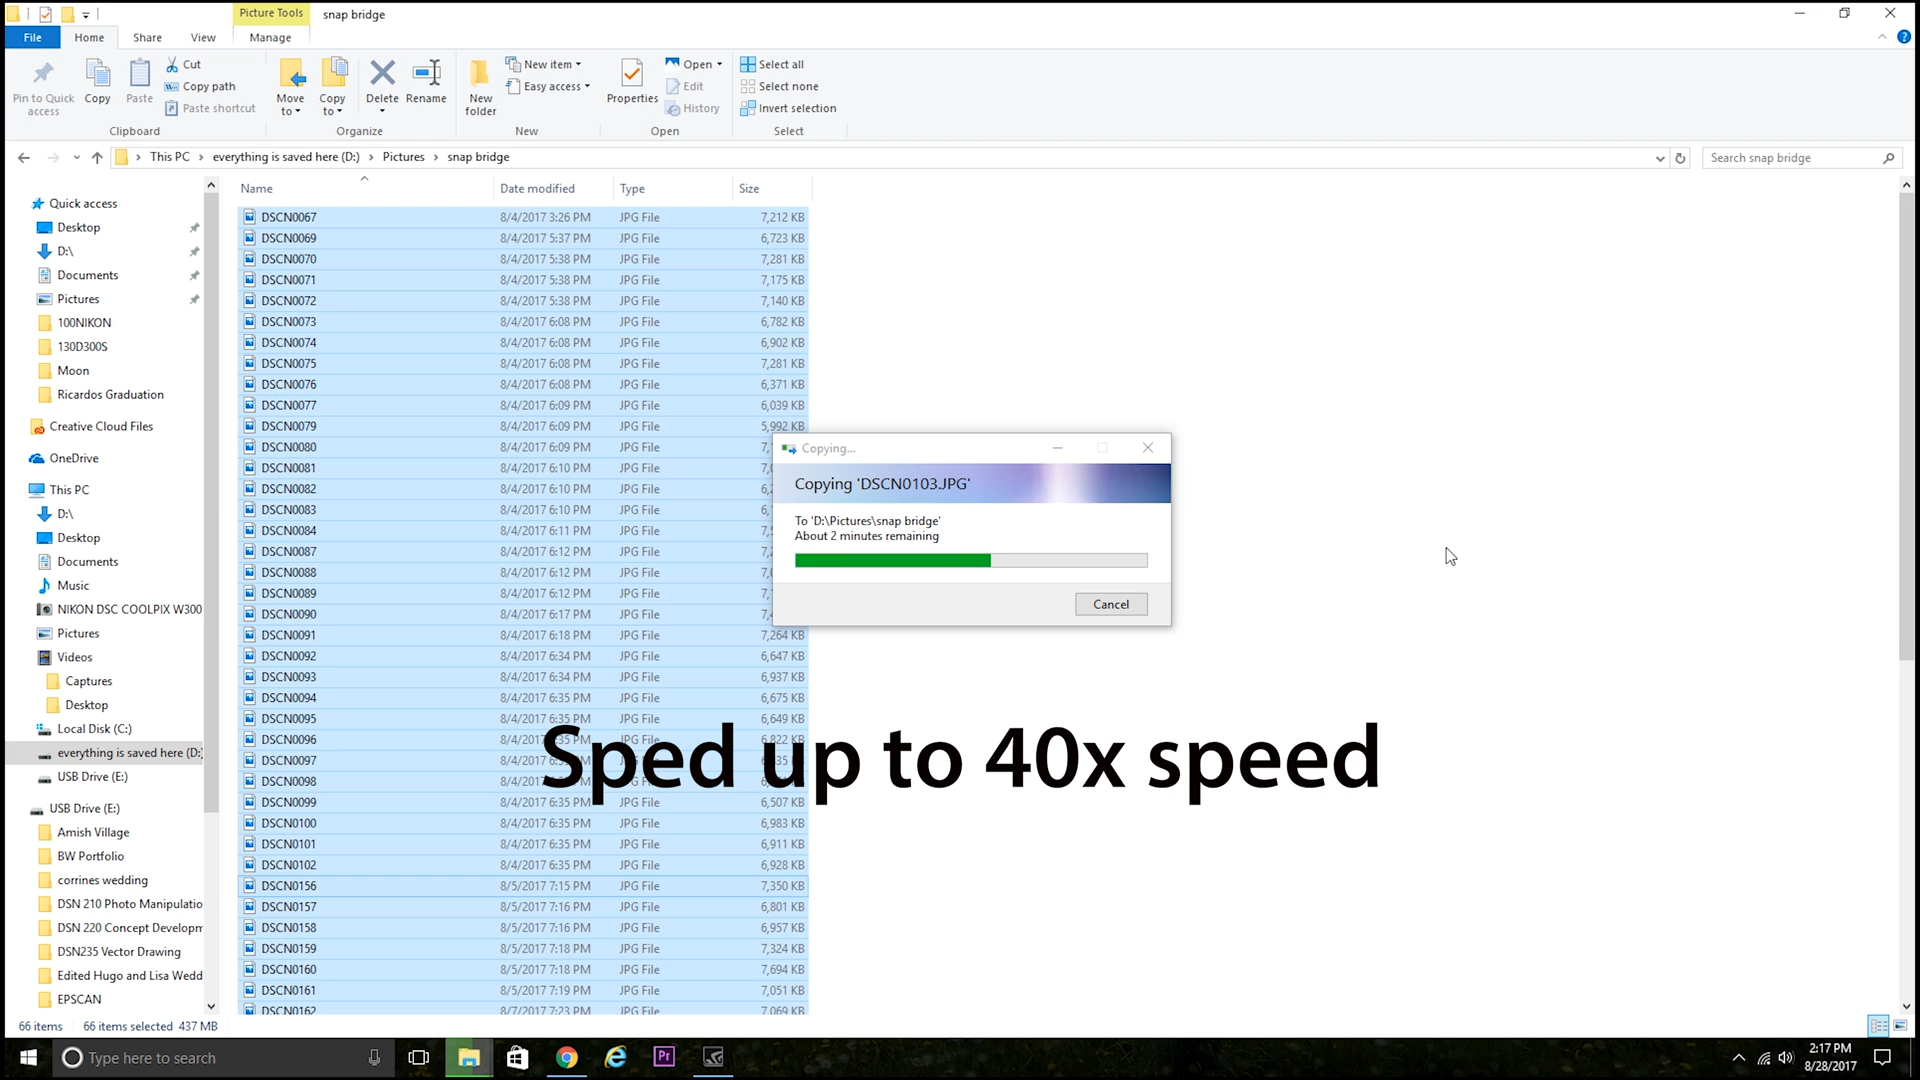 Picture Tools
snap bridge
File
Home
Share
View
Manage
Pin to Quick access
Copy
Paste
Cut
Copy path
Paste shortcut
Clipboard
Move to
Copy to
Delete
Rename
Organize
New folder
New item
Easy access
New
Properties
Open
Edit
History
Open
Select all
Select none
Invert selection
Select
This PC > everything is saved here (D:) > Pictures > snap bridge
Search snap bridge
Quick access
Desktop
D:\
Documents
Pictures
100NIKON
130D300S
Moon
Ricardos Graduation
Creative Cloud Files
OneDrive
This PC
D:\
Desktop
Documents
Music
NIKON DSC COOLPIX W300
Pictures
Videos
Captures
Desktop
Local Disk (C:)
everything is saved here (D:)
USB Drive (E:)
USB Drive (E:)
Amish Village
BW Portfolio
corrines wedding
DSN 210 Photo Manipulatio
DSN 220 Concept Developm
DSN235 Vector Drawing
Edited Hugo and Lisa Wedd
EPSCAN
Name Date modified Type Size
DSCN0067 8/4/2017 3:26 PM JPG File 7,212 KB
DSCN0069 8/4/2017 5:37 PM JPG File 6,723 KB
DSCN0070 8/4/2017 5:38 PM JPG File 7,281 KB
DSCN0071 8/4/2017 5:38 PM JPG File 7,175 KB
DSCN0072 8/4/2017 5:38 PM JPG File 7,140 KB
DSCN0073 8/4/2017 6:08 PM JPG File 6,782 KB
DSCN0074 8/4/2017 6:08 PM JPG File 6,902 KB
DSCN0075 8/4/2017 6:08 PM JPG File 7,281 KB
DSCN0076 8/4/2017 6:08 PM JPG File 6,371 KB
DSCN0077 8/4/2017 6:09 PM JPG File 6,039 KB
DSCN0079 8/4/2017 6:09 PM JPG File 5,992 KB
DSCN0080 8/4/2017 6:09 PM JPG File
DSCN0081 8/4/2017 6:10 PM JPG File
DSCN0082 8/4/2017 6:10 PM JPG File
DSCN0083 8/4/2017 6:10 PM JPG File
DSCN0084 8/4/2017 6:11 PM JPG File
DSCN0087 8/4/2017 6:12 PM JPG File
DSCN0088 8/4/2017 6:12 PM JPG File
DSCN0089 8/4/2017 6:12 PM JPG File
DSCN0090 8/4/2017 6:17 PM JPG File
DSCN0091 8/4/2017 6:18 PM JPG File 7,264 KB
DSCN0092 8/4/2017 6:34 PM JPG File 6,647 KB
DSCN0093 8/4/2017 6:34 PM JPG File 6,937 KB
DSCN0094 8/4/2017 6:35 PM JPG File 6,675 KB
DSCN0095 8/4/2017 6:35 PM JPG File 6,649 KB
DSCN0096 6:35 PM JPG File 6,822 KB
DSCN0097
DSCN0098
DSCN0099 8/4/2017 6:35 PM JPG File 6,507 KB
DSCN0100 8/4/2017 6:35 PM JPG File 6,983 KB
DSCN0101 8/4/2017 6:35 PM JPG File 6,911 KB
DSCN0102 8/4/2017 6:35 PM JPG File 6,928 KB
DSCN0156 8/5/2017 7:15 PM JPG File 7,350 KB
DSCN0157 8/5/2017 7:16 PM JPG File 6,801 KB
DSCN0158 8/5/2017 7:16 PM JPG File 6,957 KB
DSCN0159 8/5/2017 7:18 PM JPG File 7,324 KB
DSCN0160 8/5/2017 7:18 PM JPG File 7,694 KB
DSCN0161 8/5/2017 7:19 PM JPG File 7,051 KB
DSCN0162 8/7/2017 7:23 PM JPG File 7,069 KB
Copying...
Copying 'DSCN0103.JPG'
To 'D:\Pictures\snap bridge'
About 2 minutes remaining
Cancel
Sped up to 40x speed
66 items 66 items selected 437 MB
Type here to search
Pr
2:17 PM
8/28/2017